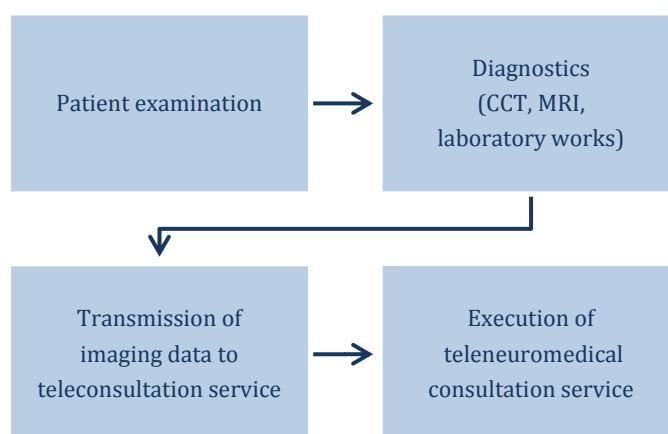 Patient examination
Diagnostics
(CCT, MRI,
laboratory works)
Transmission of
imaging data to
teleconsultation service
Execution of
teleneuromedical
consultation service